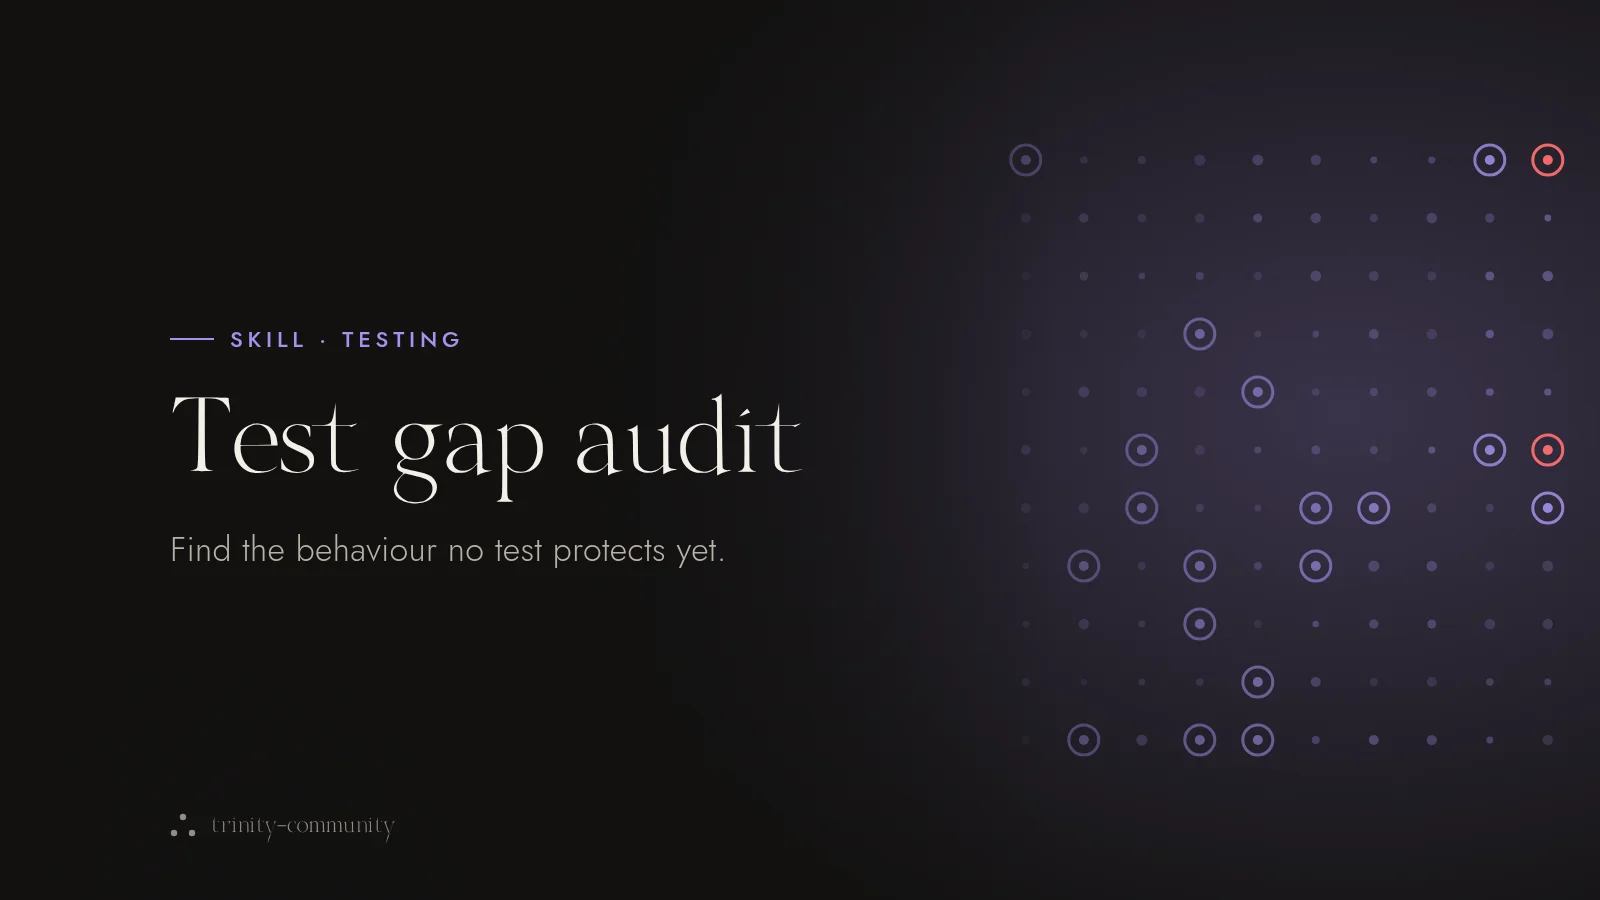 SKILL · TESTING
Test gap audit
Find the behaviour no test protects yet.
trinity-community